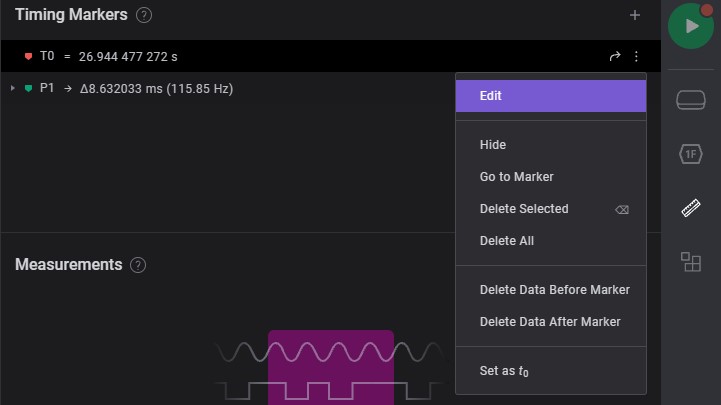 Timing Markers ?
T0 = 26.944 477 272 s
P1 → Δ8.632033 ms (115.85 Hz)
Edit
Hide
Go to Marker
Delete Selected
Delete All
Delete Data Before Marker
Delete Data After Marker
Set as t0
Measurements ?
1F